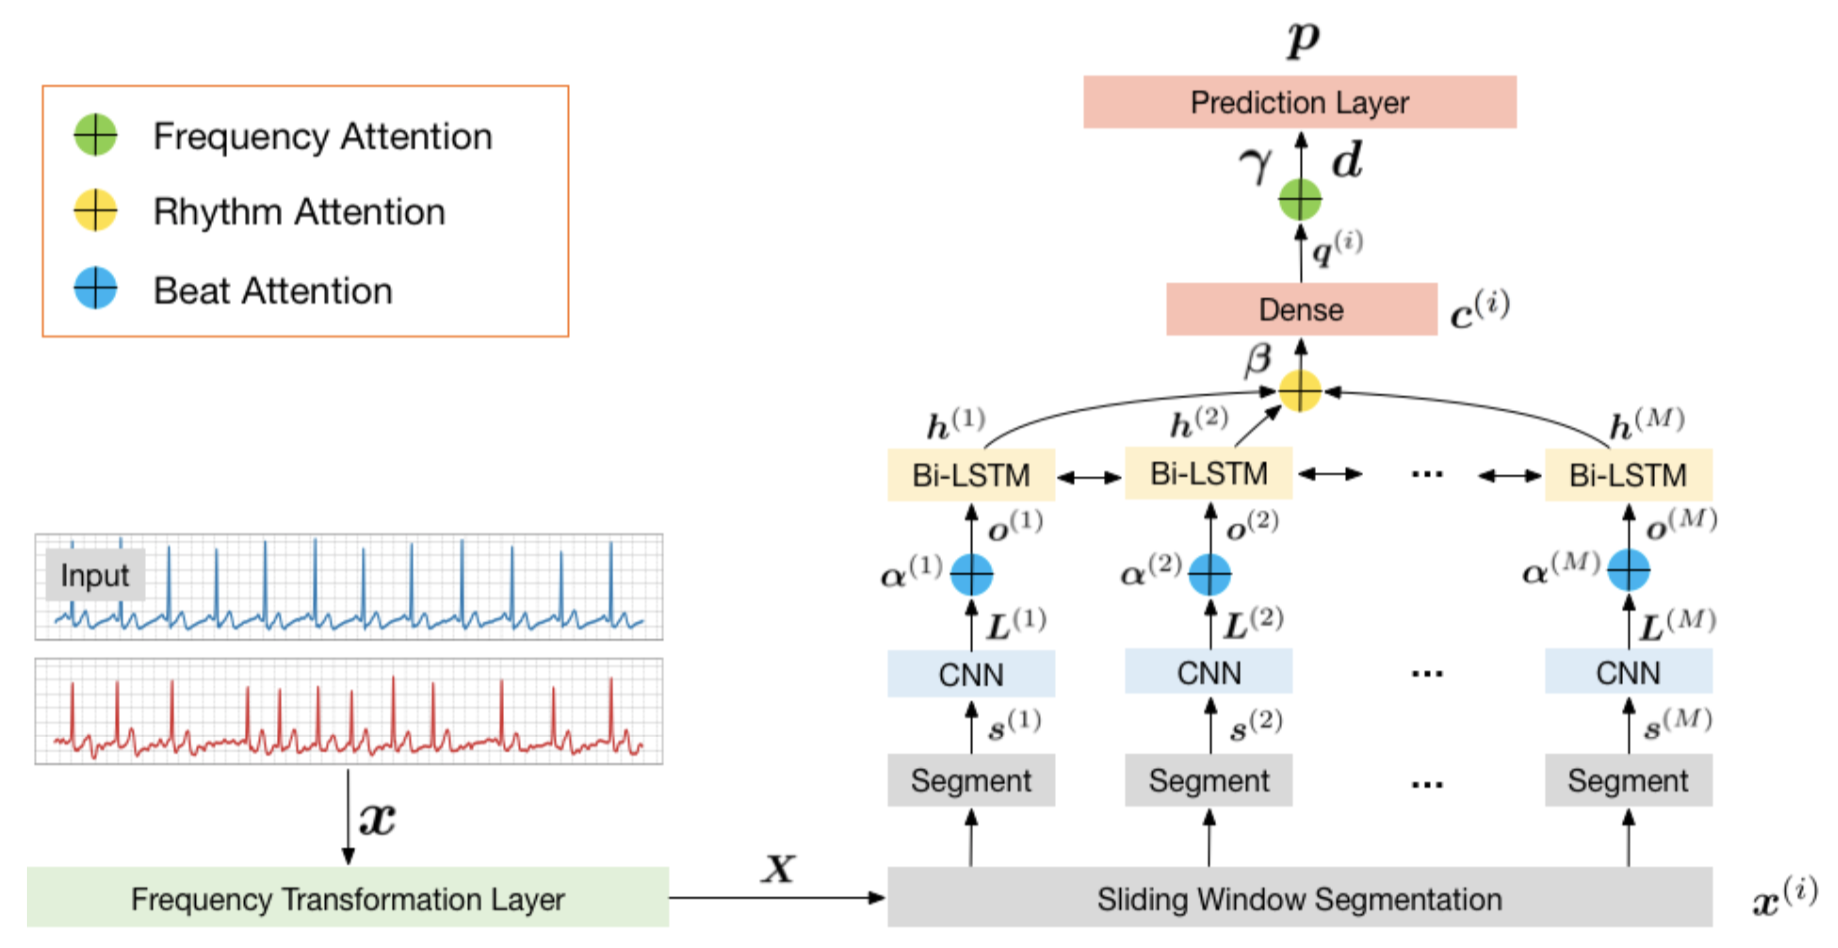 p
Prediction Layer
γ d
q^(i)
Dense c^(i)
β
h^(1) h^(2) h^(M)
Bi-LSTM Bi-LSTM ... Bi-LSTM
o^(1) o^(2) o^(M)
α^(1) α^(2) α^(M)
L^(1) L^(2) L^(M)
CNN CNN ... CNN
s^(1) s^(2) s^(M)
Segment Segment ... Segment
Sliding Window Segmentation x^(i)
Frequency Attention
Rhythm Attention
Beat Attention
Input
x
Frequency Transformation Layer
X